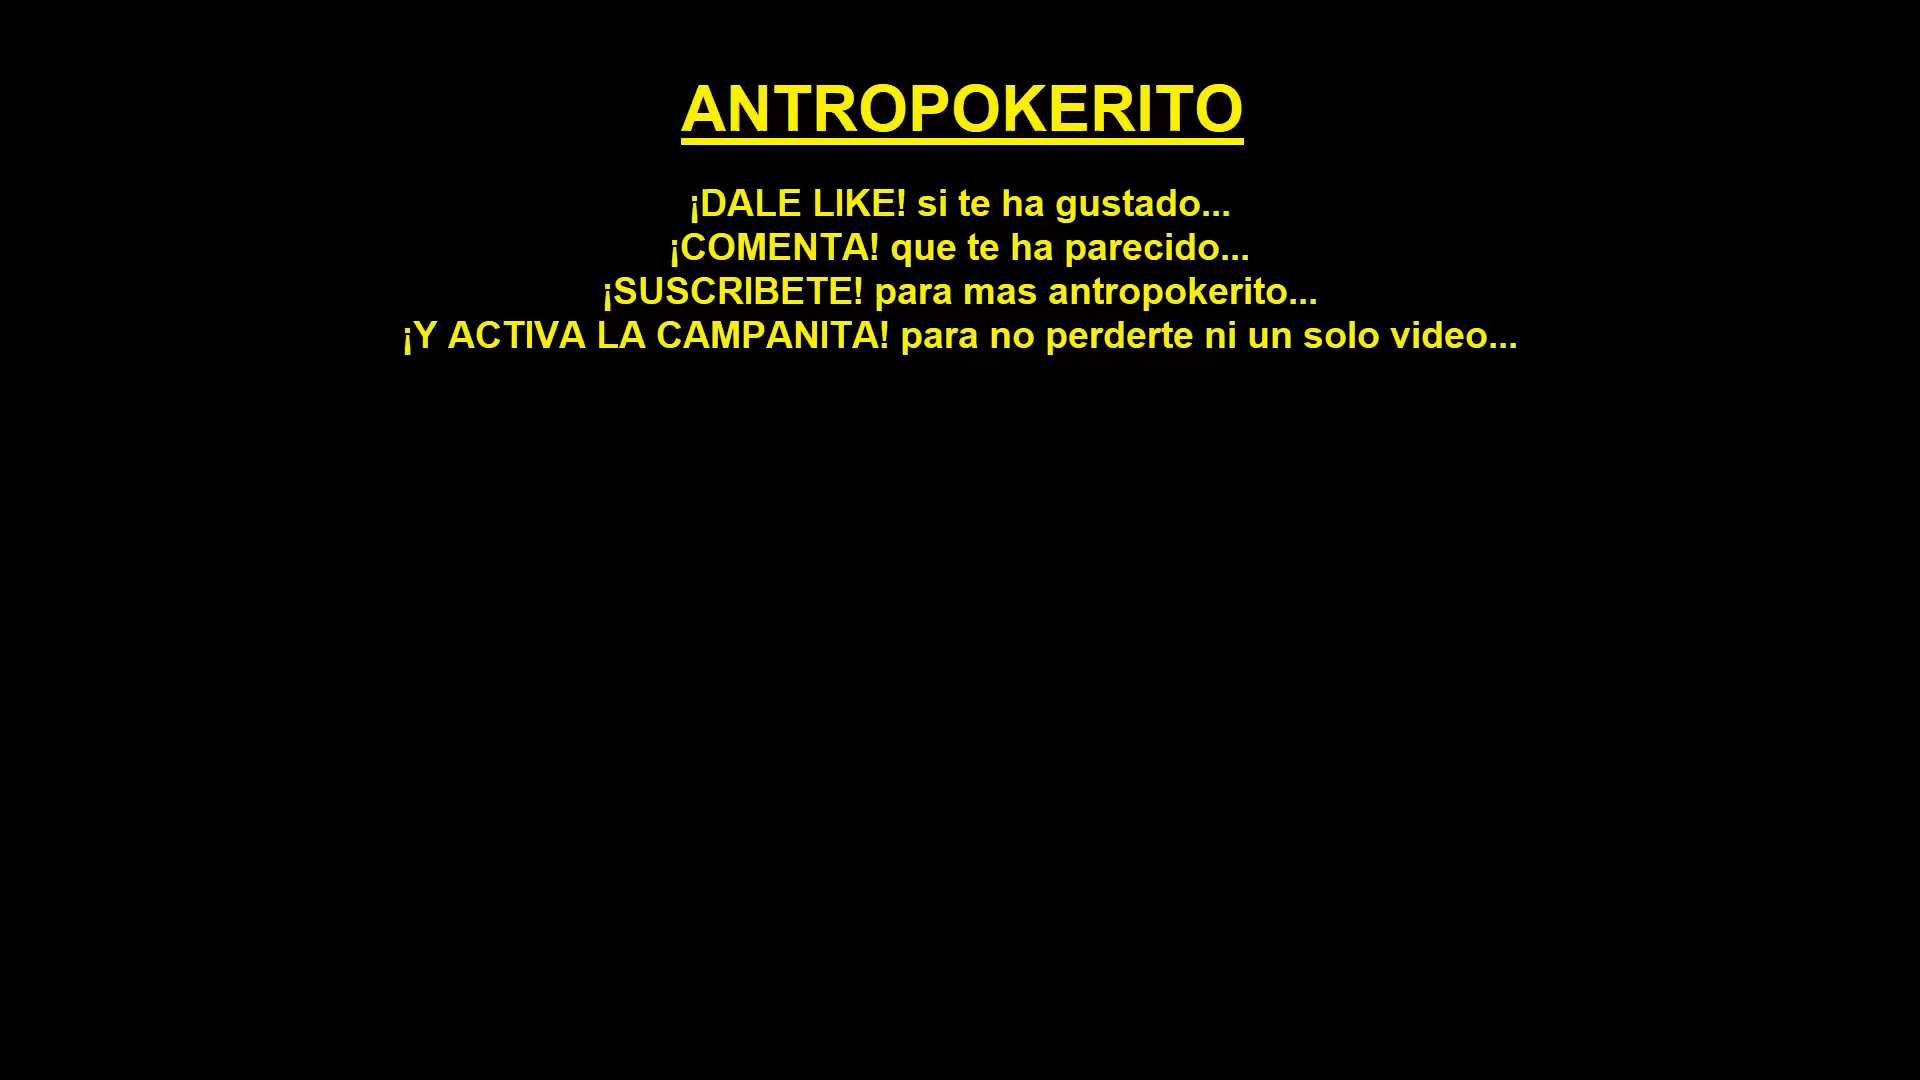 ANTROPOKERITO
¡DALE LIKE! si te ha gustado...
¡COMENTA! que te ha parecido...
¡SUSCRIBETE! para mas antropokerito...
¡Y ACTIVA LA CAMPANITA! para no perderte ni un solo video...